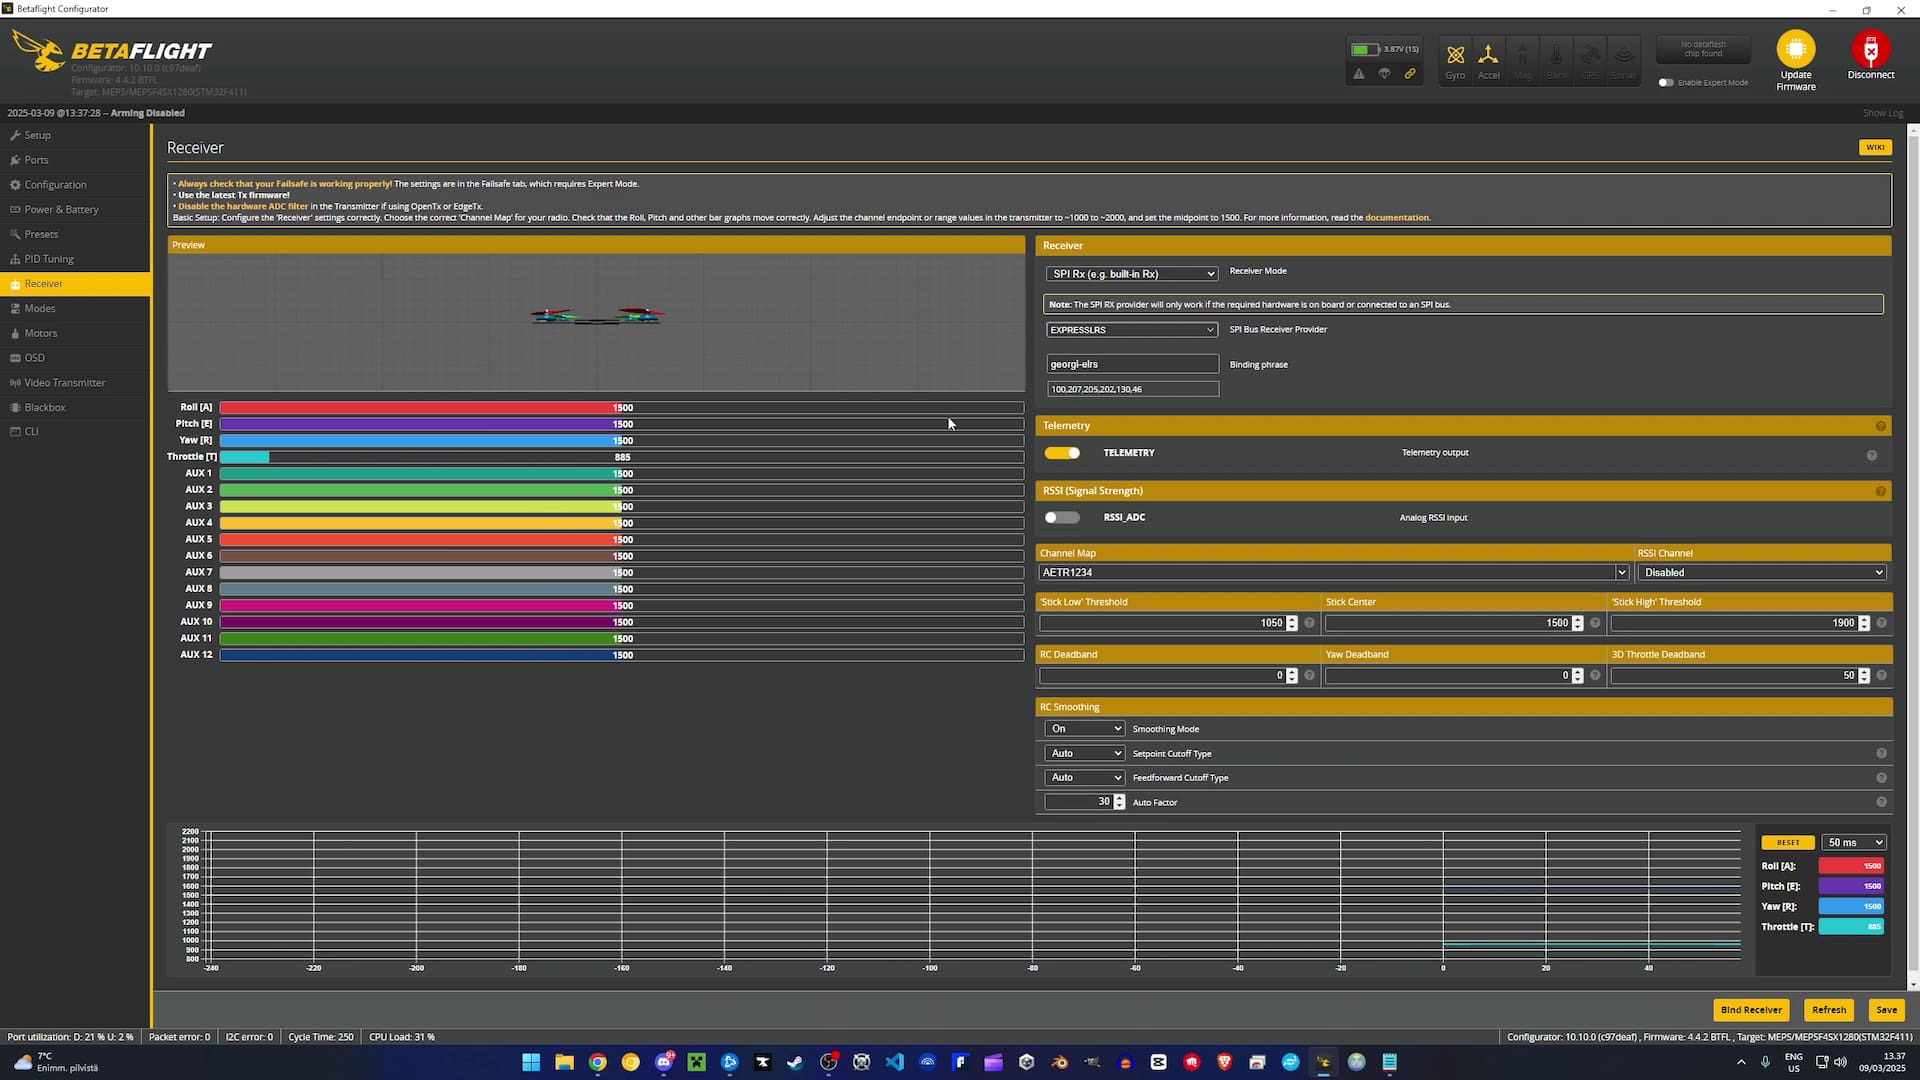 Betaflight Configurator
BETAFLIGHT
Configurator: 10.10.0 (c97deaf)
Firmware: 4.4.2 BTFL
Target: MEPS/MEPSF4SX1280(STM32F411)
3.87V (1S)
Gyro Accel Mag Baro GPS Sonar
No dataflash
chip found
Enable Expert Mode
Update
Firmware
Disconnect
2025-03-09 @13:37:28 -- Arming Disabled
Show Log
Setup
Ports
Configuration
Power & Battery
Presets
PID Tuning
Receiver
Modes
Motors
OSD
Video Transmitter
Blackbox
CLI
Receiver
WIKI
• Always check that your Failsafe is working properly! The settings are in the Failsafe tab, which requires Expert Mode.
• Use the latest Tx firmware!
• Disable the hardware ADC filter in the Transmitter if using OpenTx or EdgeTx.
Basic Setup: Configure the 'Receiver' settings correctly. Choose the correct 'Channel Map' for your radio. Check that the Roll, Pitch and other bar graphs move correctly. Adjust the channel endpoint or range values in the transmitter to ~1000 to ~2000, and set the midpoint to 1500. For more information, read the documentation.
Preview
Roll [A] 1500
Pitch [E] 1500
Yaw [R] 1500
Throttle [T] 885
AUX 1 1500
AUX 2 1500
AUX 3 1500
AUX 4 1500
AUX 5 1500
AUX 6 1500
AUX 7 1500
AUX 8 1500
AUX 9 1500
AUX 10 1500
AUX 11 1500
AUX 12 1500
Receiver
SPI Rx (e.g. built-in Rx) Receiver Mode
Note: The SPI RX provider will only work if the required hardware is on board or connected to an SPI bus.
EXPRESSLRS SPI Bus Receiver Provider
georgi-elrs Binding phrase
100,207,205,202,130,46
Telemetry
TELEMETRY Telemetry output
RSSI (Signal Strength)
RSSI_ADC Analog RSSI input
Channel Map RSSI Channel
AETR1234 Disabled
'Stick Low' Threshold Stick Center 'Stick High' Threshold
1050 1500 1900
RC Deadband Yaw Deadband 3D Throttle Deadband
0 0 50
RC Smoothing
On Smoothing Mode
Auto Setpoint Cutoff Type
Auto Feedforward Cutoff Type
30 Auto Factor
2200
2100
2000
1900
1800
1700
1600
1500
1400
1300
1200
1100
1000
900
800
-240 -220 -200 -180 -160 -140 -120 -100 -80 -60 -40 -20 0 20 40
RESET 50 ms
Roll [A]: 1500
Pitch [E]: 1500
Yaw [R]: 1500
Throttle [T]: 885
Bind Receiver Refresh Save
Port utilization: D: 21 % U: 2 % Packet error: 0 I2C error: 0 Cycle Time: 250 CPU Load: 31 %
Configurator: 10.10.0 (c97deaf) , Firmware: 4.4.2 BTFL , Target: MEPS/MEPSF4SX1280(STM32F411)
7°C
Enimm. pilvistä
ENG
US
13.37
09/03/2025